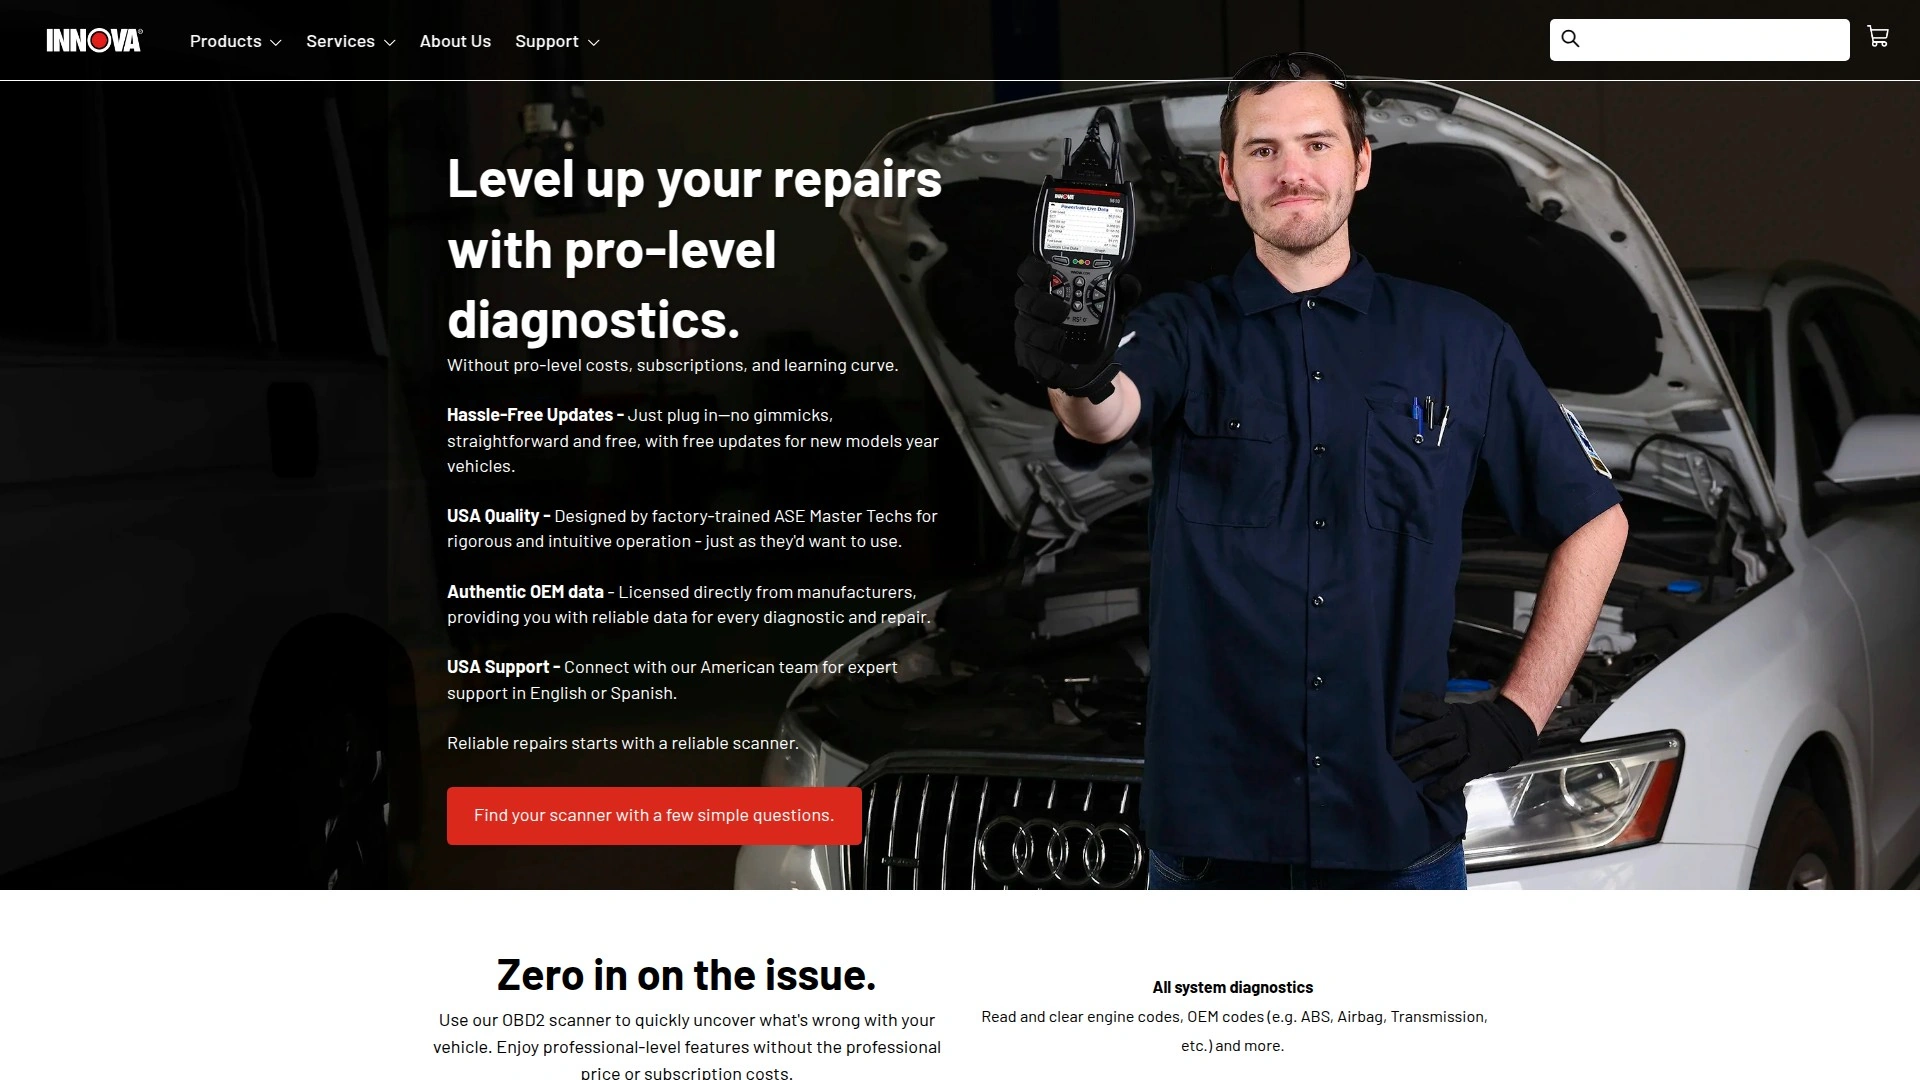 INNOVA
Products
Services
About Us
Support
Level up your repairs
with pro-level
diagnostics.
Without pro-level costs, subscriptions, and learning curve.
Hassle-Free Updates - Just plug in—no gimmicks,
straightforward and free, with free updates for new models year
vehicles.
USA Quality - Designed by factory-trained ASE Master Techs for
rigorous and intuitive operation - just as they'd want to use.
Authentic OEM data - Licensed directly from manufacturers,
providing you with reliable data for every diagnostic and repair.
USA Support - Connect with our American team for expert
support in English or Spanish.
Reliable repairs starts with a reliable scanner.
Find your scanner with a few simple questions.
INNOVA
Powertrain Live Data
Zero in on the issue.
Use our OBD2 scanner to quickly uncover what's wrong with your
vehicle. Enjoy professional-level features without the professional
price or subscription costs.
All system diagnostics
Read and clear engine codes, OEM codes (e.g. ABS, Airbag, Transmission,
etc.) and more.